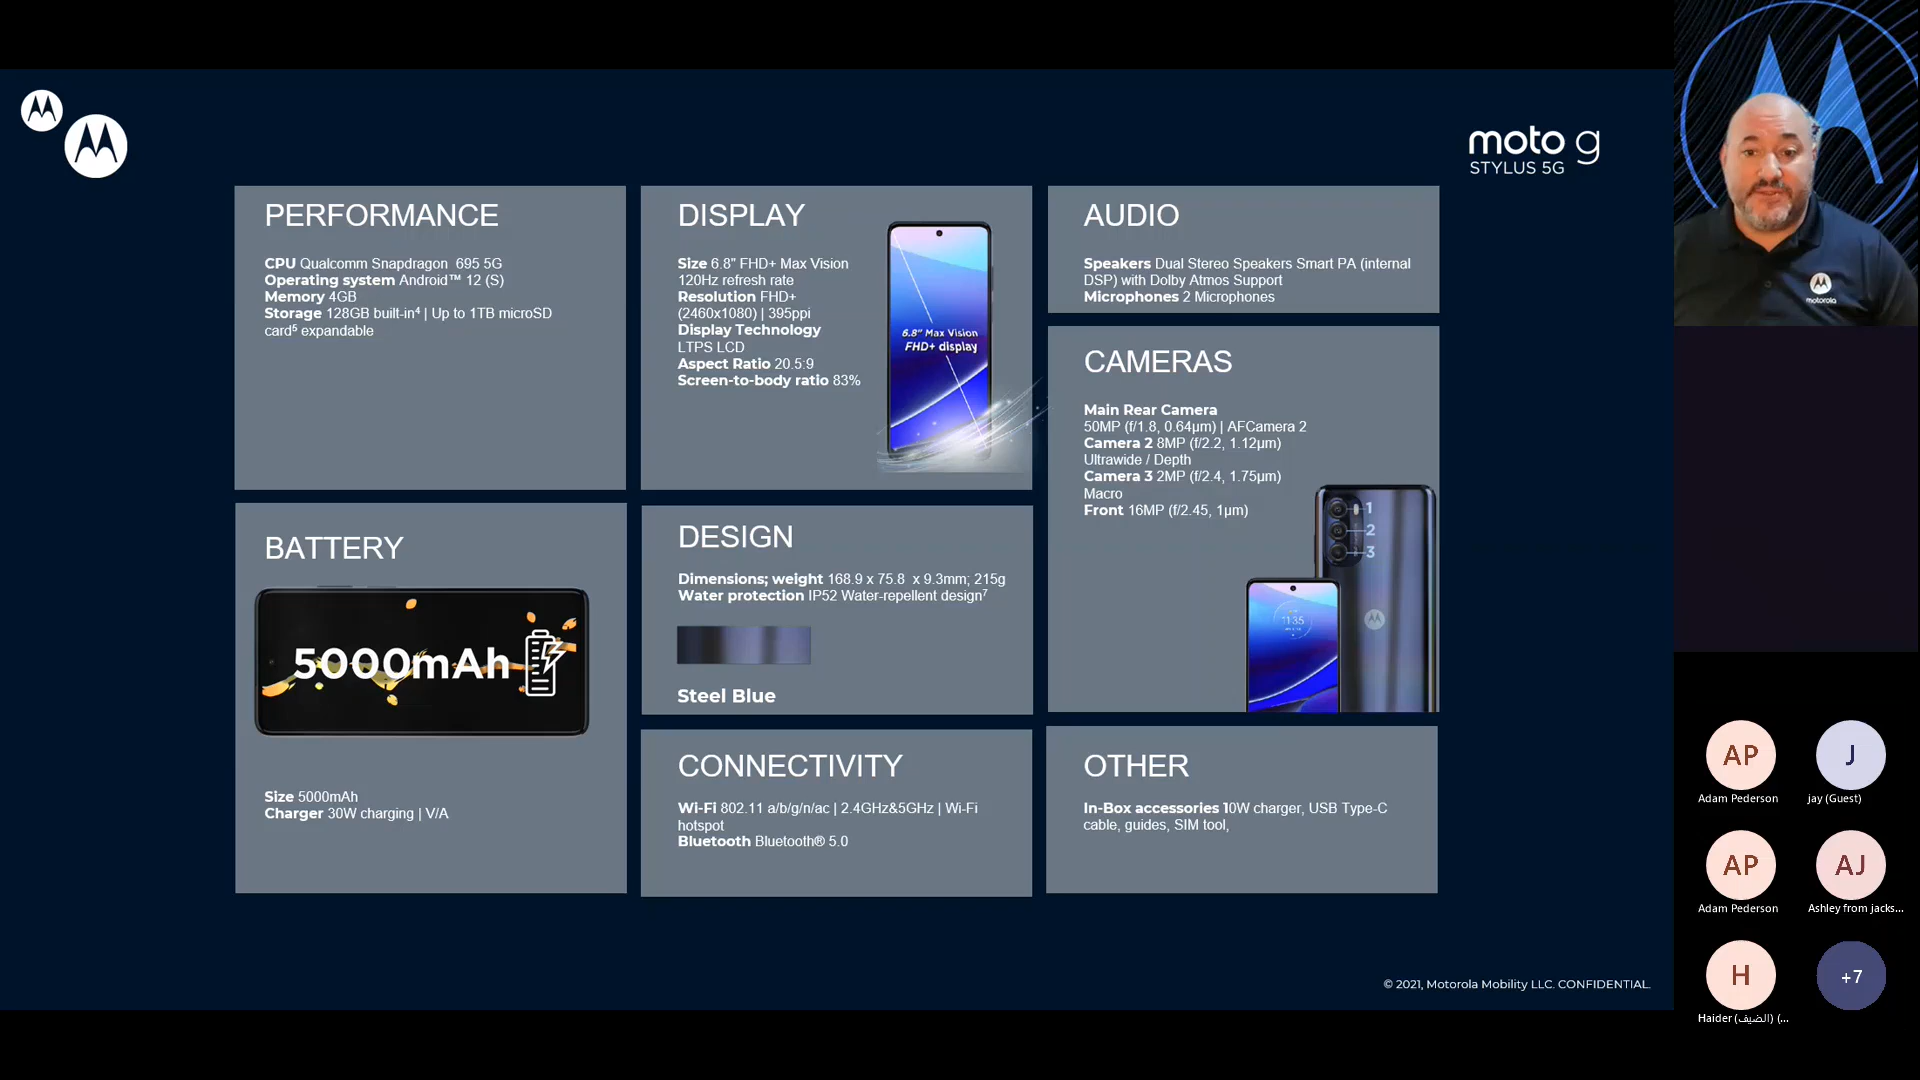 moto g
STYLUS 5G
PERFORMANCE
CPU Qualcomm Snapdragon 695 5G
Operating system Android™ 12 (S)
Memory 4GB
Storage 128GB built-in⁴ | Up to 1TB microSD
card⁵ expandable
DISPLAY
Size 6.8" FHD+ Max Vision
120Hz refresh rate
Resolution FHD+
(2460x1080) | 395ppi
Display Technology
LTPS LCD
Aspect Ratio 20.5:9
Screen-to-body ratio 83%
6.8” Max Vision
FHD+ display
AUDIO
Speakers Dual Stereo Speakers Smart PA (internal
DSP) with Dolby Atmos Support
Microphones 2 Microphones
CAMERAS
Main Rear Camera
50MP (f/1.8, 0.64µm) | AFCamera 2
Camera 2 8MP (f/2.2, 1.12µm)
Ultrawide / Depth
Camera 3 2MP (f/2.4, 1.75µm)
Macro
Front 16MP (f/2.45, 1µm)
1
2
3
11:35
BATTERY
5000mAh
Size 5000mAh
Charger 30W charging | V/A
DESIGN
Dimensions; weight 168.9 x 75.8 x 9.3mm; 215g
Water protection IP52 Water-repellent design⁷
Steel Blue
CONNECTIVITY
Wi-Fi 802.11 a/b/g/n/ac | 2.4GHz&5GHz | Wi-Fi
hotspot
Bluetooth Bluetooth® 5.0
OTHER
In-Box accessories 10W charger, USB Type-C
cable, guides, SIM tool,
© 2021, Motorola Mobility LLC. CONFIDENTIAL.
motorola
AP
Adam Pederson
J
jay (Guest)
AP
Adam Pederson
AJ
Ashley from jacks...
H
Haider (الضيف) (...
+7